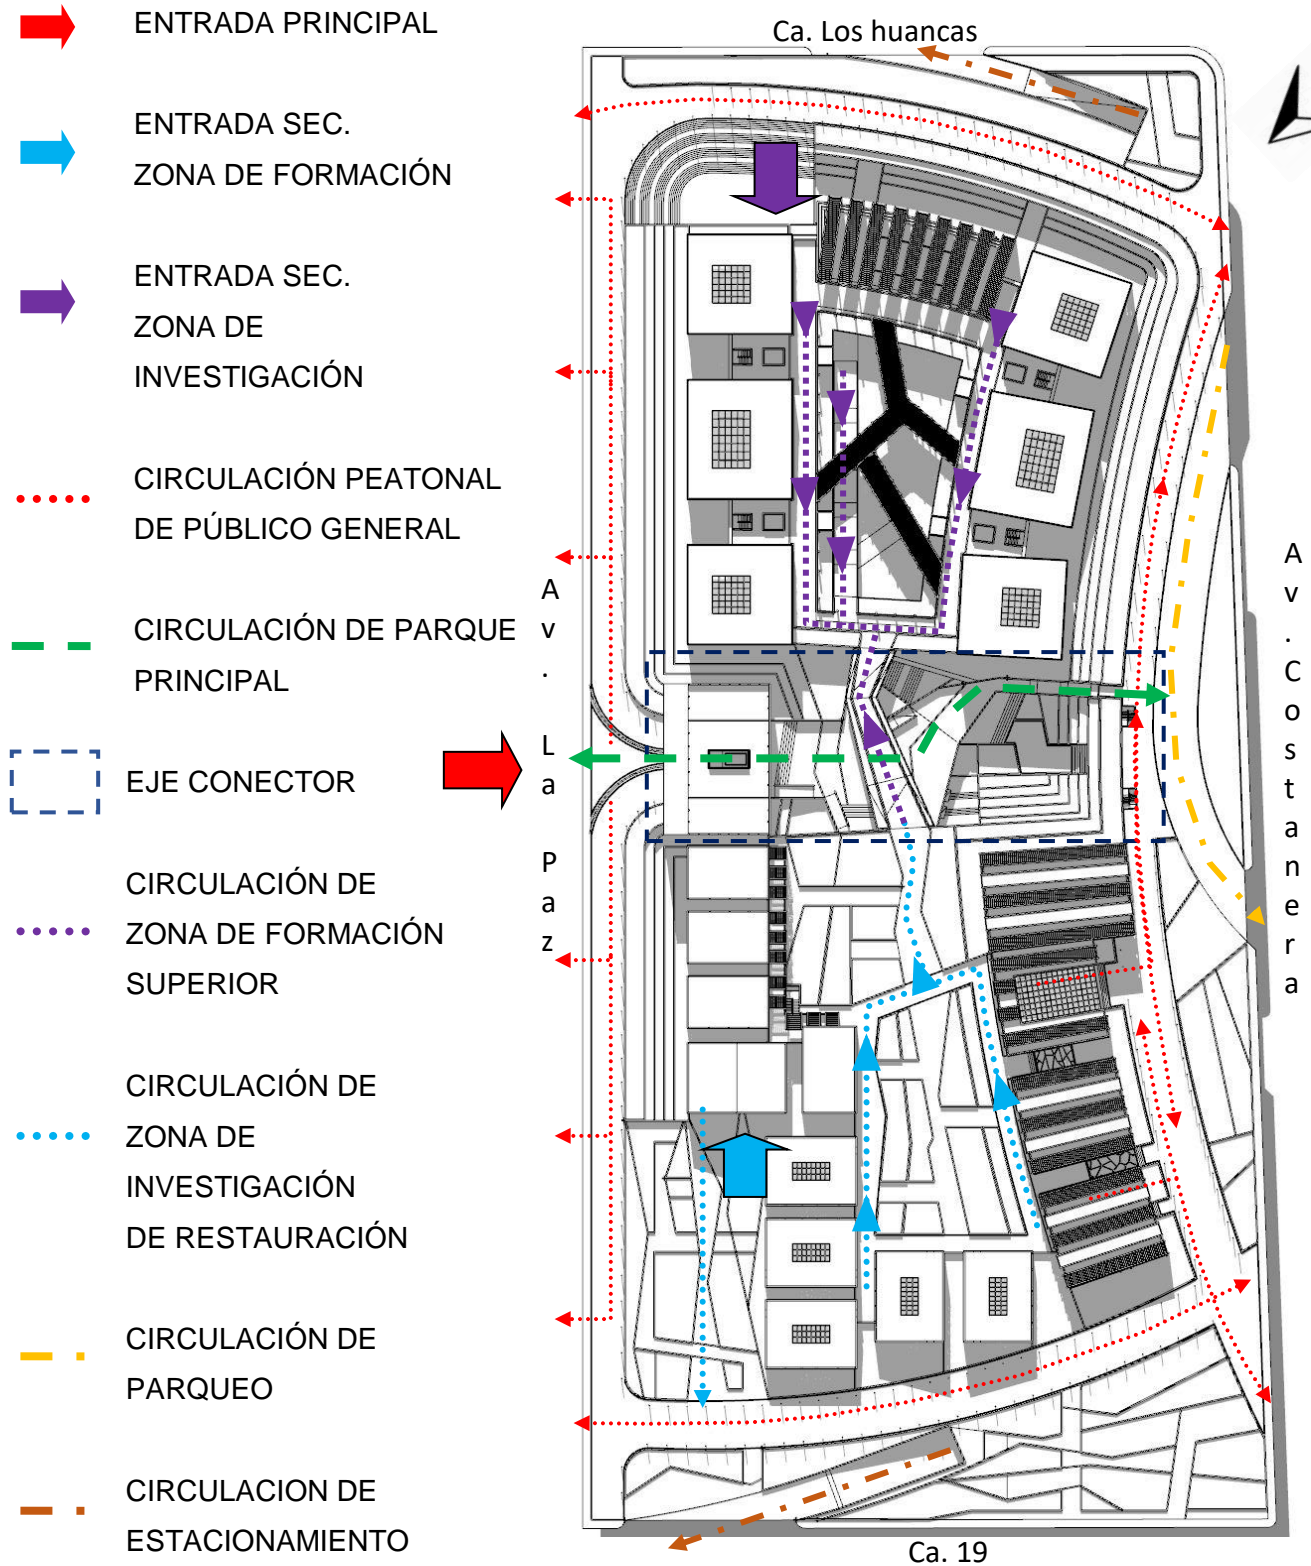 ENTRADA PRINCIPAL
ENTRADA SEC.
ZONA DE FORMACIÓN
ENTRADA SEC.
ZONA DE
INVESTIGACIÓN
CIRCULACIÓN PEATONAL
DE PÚBLICO GENERAL
CIRCULACIÓN DE PARQUE
PRINCIPAL
EJE CONECTOR
CIRCULACIÓN DE
ZONA DE FORMACIÓN
SUPERIOR
CIRCULACIÓN DE
ZONA DE
INVESTIGACIÓN
DE RESTAURACIÓN
CIRCULACIÓN DE
PARQUEO
CIRCULACION DE
ESTACIONAMIENTO
Ca. Los huancas
Av. La Paz
Av. Costanera
Ca. 19